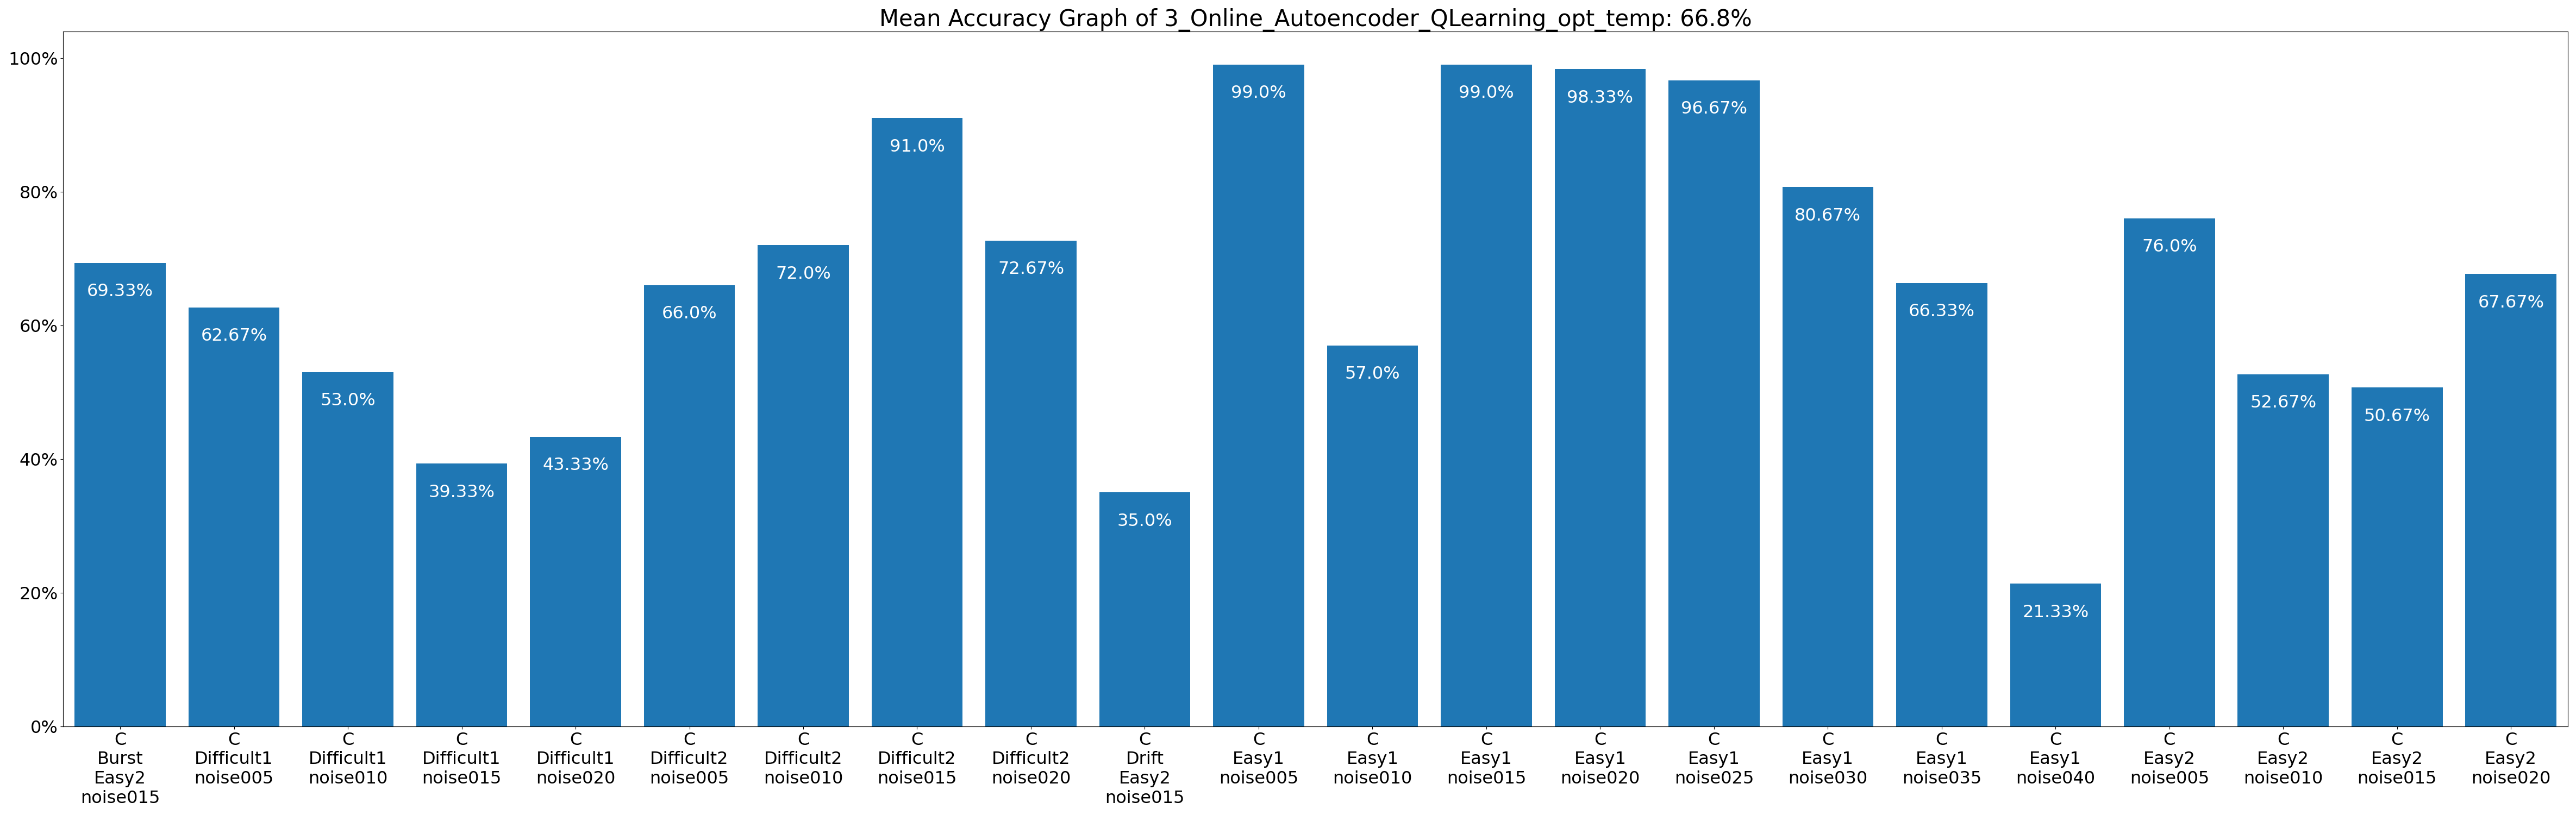 Mean Accuracy Graph of 3_Online_Autoencoder_QLearning_opt_temp: 66.8%
100%
80%
60%
40%
20%
0%
69.33%
62.67%
53.0%
39.33%
43.33%
66.0%
72.0%
91.0%
72.67%
35.0%
99.0%
57.0%
99.0%
98.33%
96.67%
80.67%
66.33%
21.33%
76.0%
52.67%
50.67%
67.67%
C
Burst
Easy2
noise015
C
Difficult1
noise005
C
Difficult1
noise010
C
Difficult1
noise015
C
Difficult1
noise020
C
Difficult2
noise005
C
Difficult2
noise010
C
Difficult2
noise015
C
Difficult2
noise020
C
Drift
Easy2
noise015
C
Easy1
noise005
C
Easy1
noise010
C
Easy1
noise015
C
Easy1
noise020
C
Easy1
noise025
C
Easy1
noise030
C
Easy1
noise035
C
Easy1
noise040
C
Easy2
noise005
C
Easy2
noise010
C
Easy2
noise015
C
Easy2
noise020